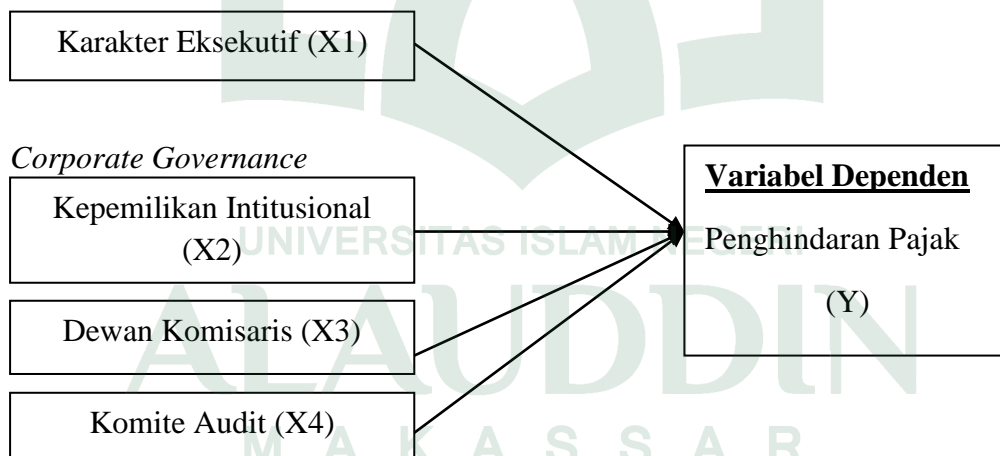 Karakter Eksekutif (X1)
Corporate Governance
Kepemilikan Intitusional
(X2)
Dewan Komisaris (X3)
Komite Audit (X4)
Variabel Dependen
Penghindaran Pajak
(Y)
UNIVERSITAS ISLAM NEGERI
ALAUDDIN
MAKASSAR